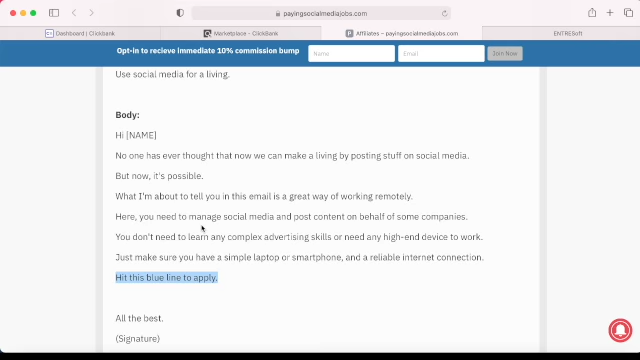 payingsocialmediajobs.com
Dashboard | Clickbank
Marketplace - ClickBank
Affiliates – payingsocialmediajobs.com
ENTRESoft
Opt-in to recieve immediate 10% commission bump
Name
Email
Join Now
Use social media for a living.
Body:
Hi [NAME]
No one has ever thought that now we can make a living by posting stuff on social media.
But now, it's possible.
What I'm about to tell you in this email is a great way of working remotely.
Here, you need to manage social media and post content on behalf of some companies.
You don't need to learn any complex advertising skills or need any high-end device to work.
Just make sure you have a simple laptop or smartphone, and a reliable internet connection.
Hit this blue line to apply.
All the best.
(Signature)